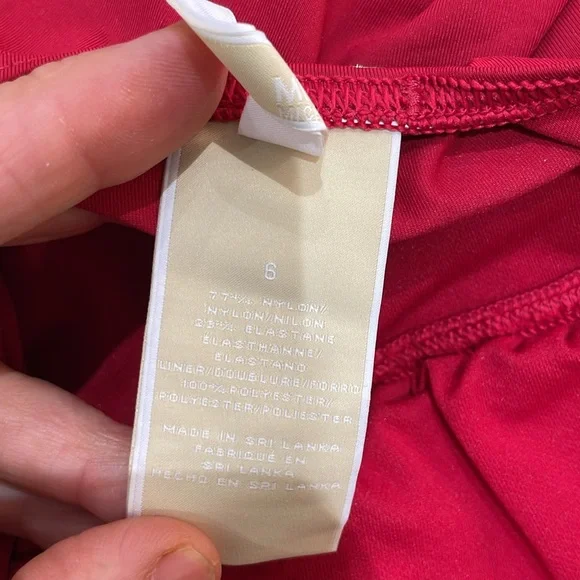 M
6
77% NYLON/
NYLON/NILON
23% ELASTANE
ELASTHANNE/
ELASTANO
LINER/DOUBLURE/FORRO
100% POLYESTER/
POLYESTER/POLIESTER
MADE IN SRI LANKA
FABRIQUE EN
SRI LANKA
HECHO EN SRI LANKA